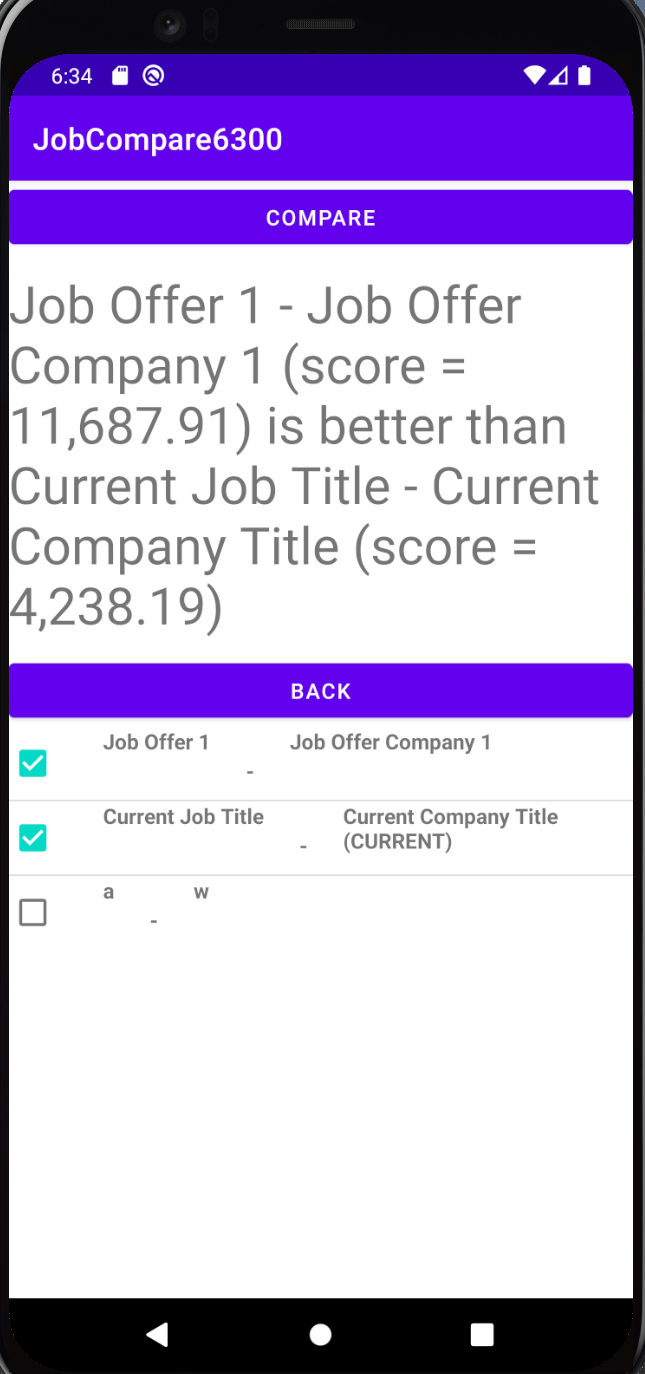 6:34
JobCompare6300
COMPARE
Job Offer 1 - Job Offer
Company 1 (score =
11,687.91) is better than
Current Job Title - Current
Company Title (score =
4,238.19)
BACK
Job Offer 1 - Job Offer Company 1
Current Job Title - Current Company Title
(CURRENT)
a - w